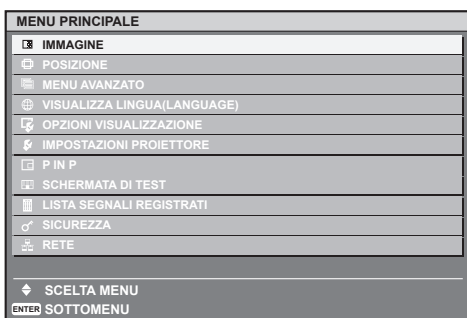 MENU PRINCIPALE
IMMAGINE
POSIZIONE
MENU AVANZATO
VISUALIZZA LINGUA(LANGUAGE)
OPZIONI VISUALIZZAZIONE
IMPOSTAZIONI PROIETTORE
P IN P
SCHERMATA DI TEST
LISTA SEGNALI REGISTRATI
SICUREZZA
RETE
SCELTA MENU
ENTER SOTTOMENU